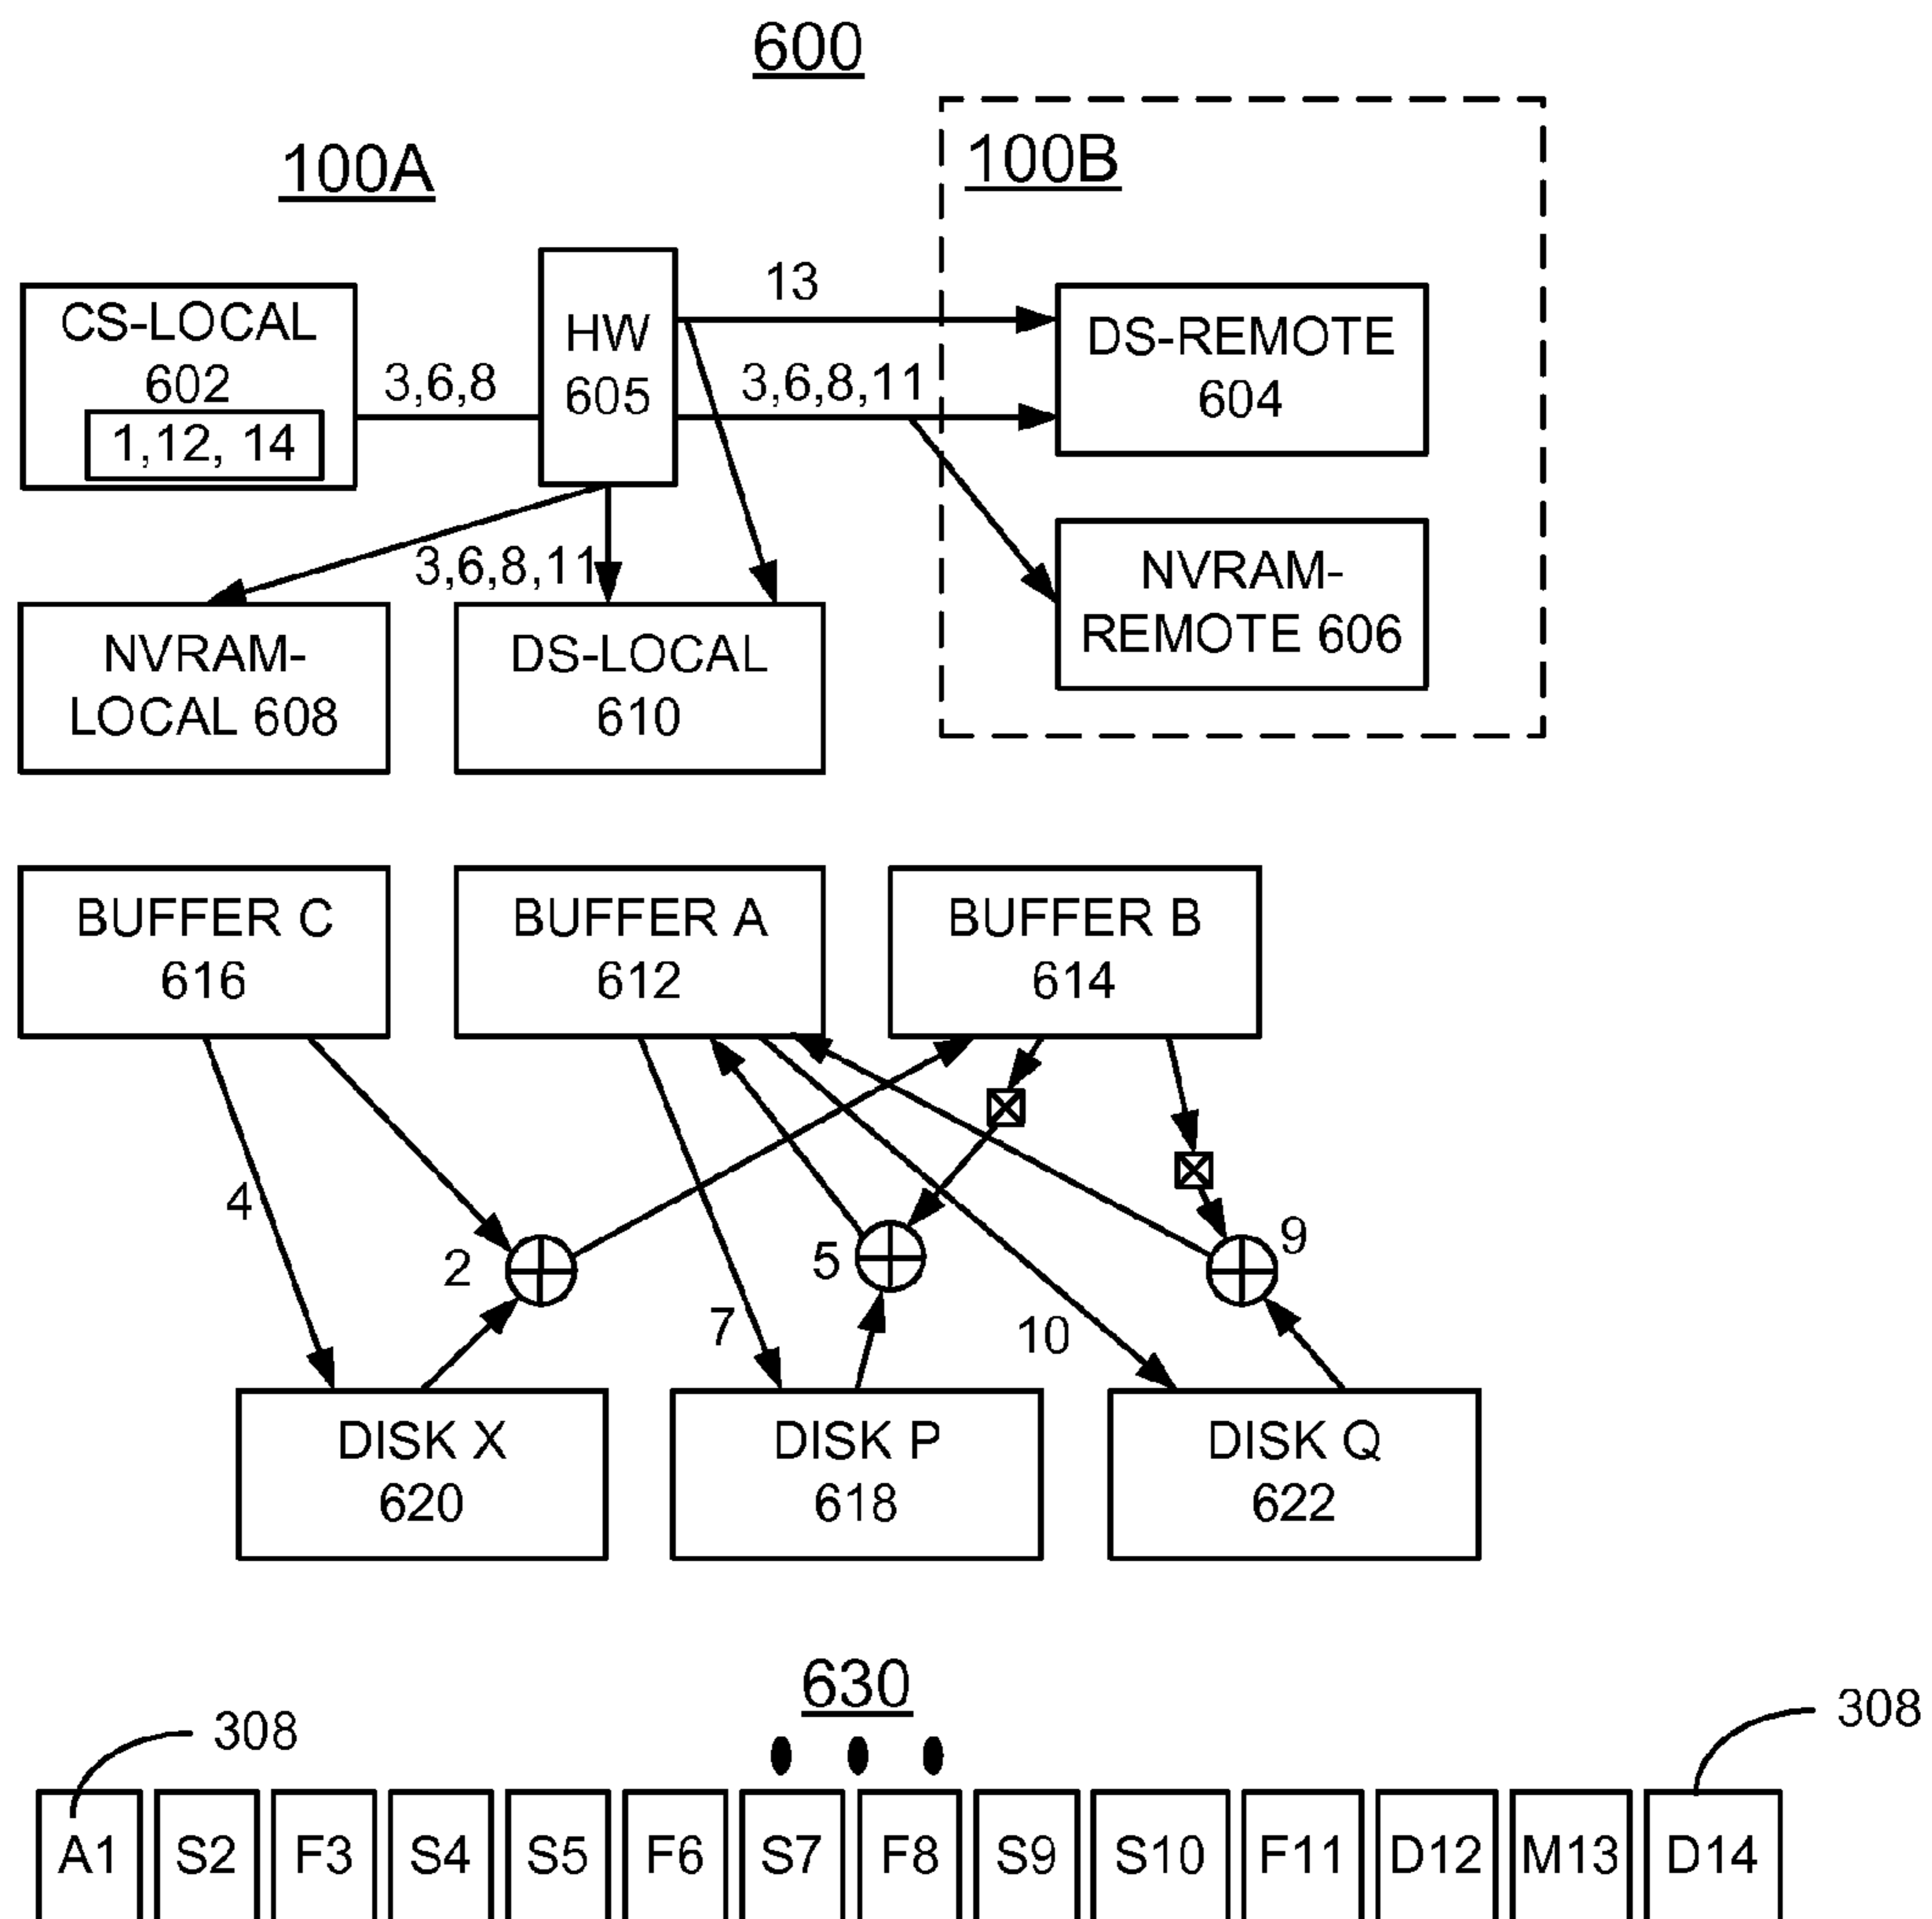 600
100A
100B
CS-LOCAL
602
1,12, 14
3,6,8
HW
605
13
3,6,8,11
DS-REMOTE
604
3,6,8,11
NVRAM-
REMOTE 606
NVRAM-
LOCAL 608
DS-LOCAL
610
BUFFER C
616
BUFFER A
612
BUFFER B
614
4
2
5
9
7
10
DISK X
620
DISK P
618
DISK Q
622
630
308
308
A1 S2 F3 S4 S5 F6 S7 F8 S9 S10 F11 D12 M13 D14